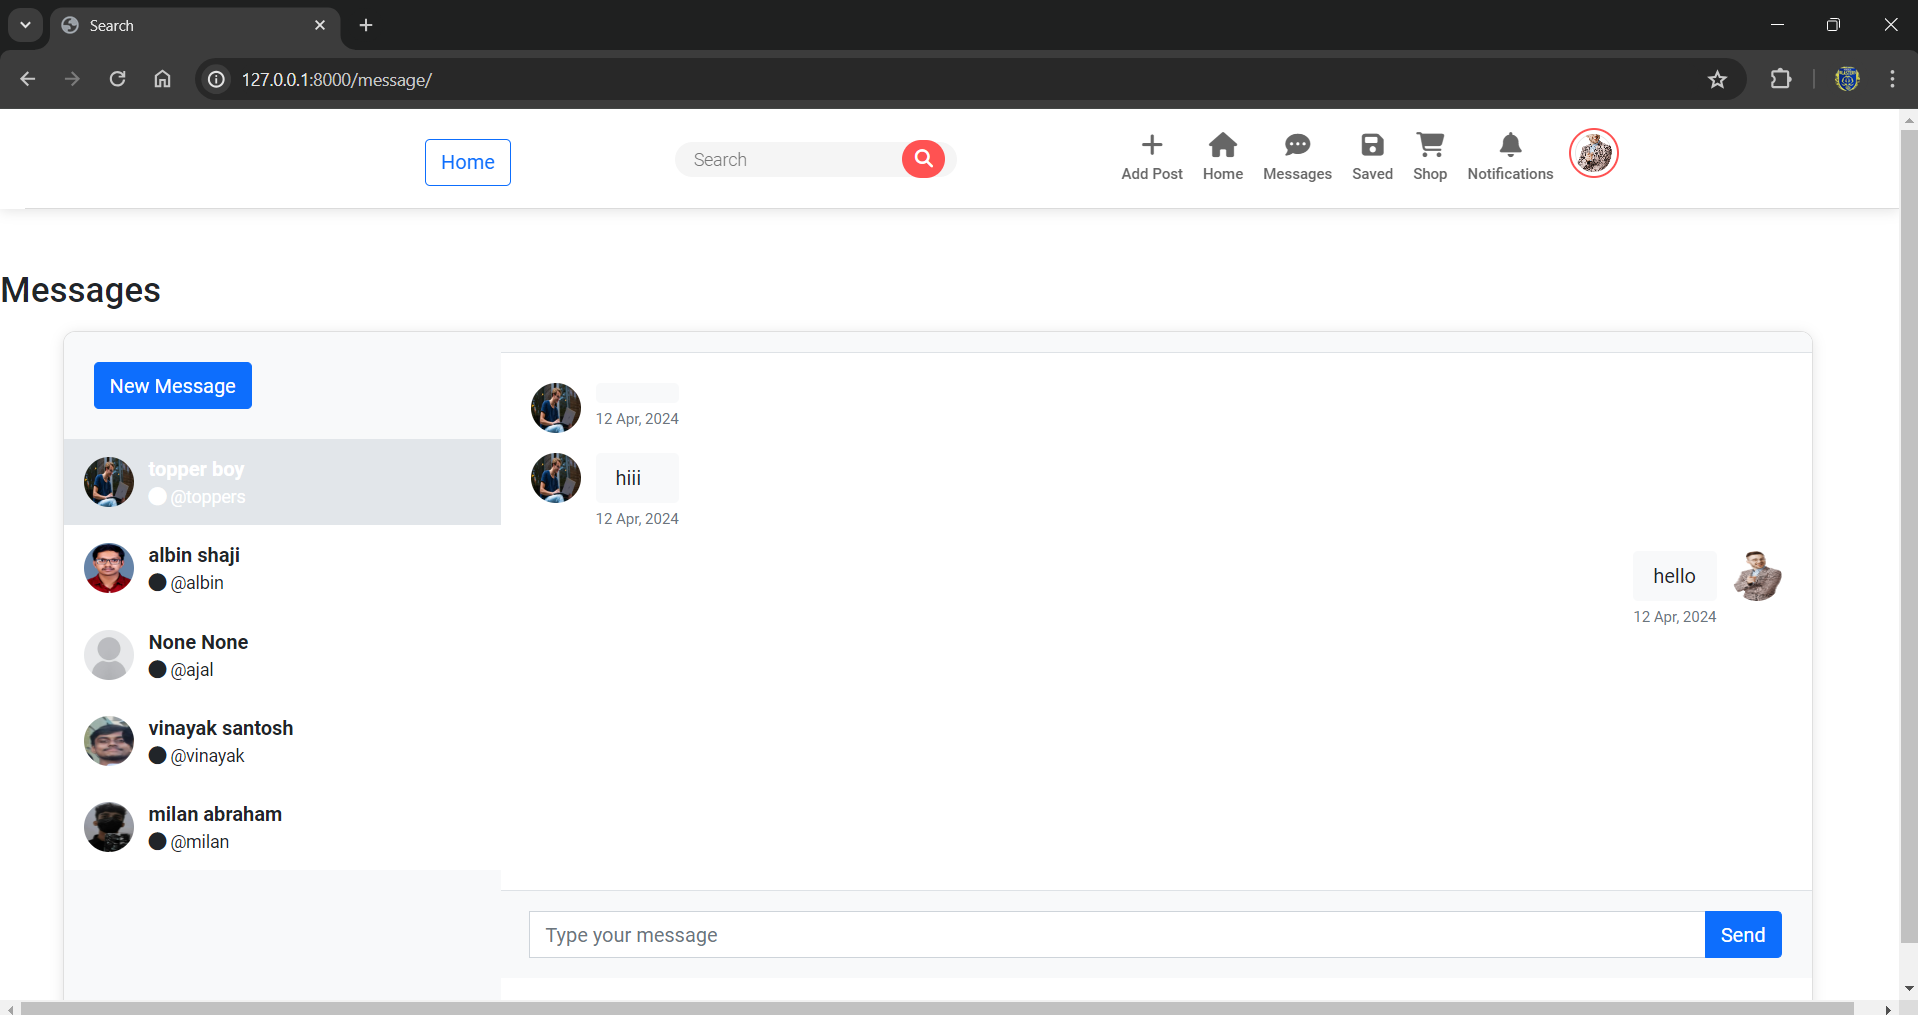 Search
127.0.0.1:8000/message/
Home
Search
Add Post
Home
Messages
Saved
Shop
Notifications
Messages
New Message
topper boy
@toppers
albin shaji
@albin
None None
@ajal
vinayak santosh
@vinayak
milan abraham
@milan
12 Apr, 2024
hiii
12 Apr, 2024
hello
12 Apr, 2024
Type your message
Send